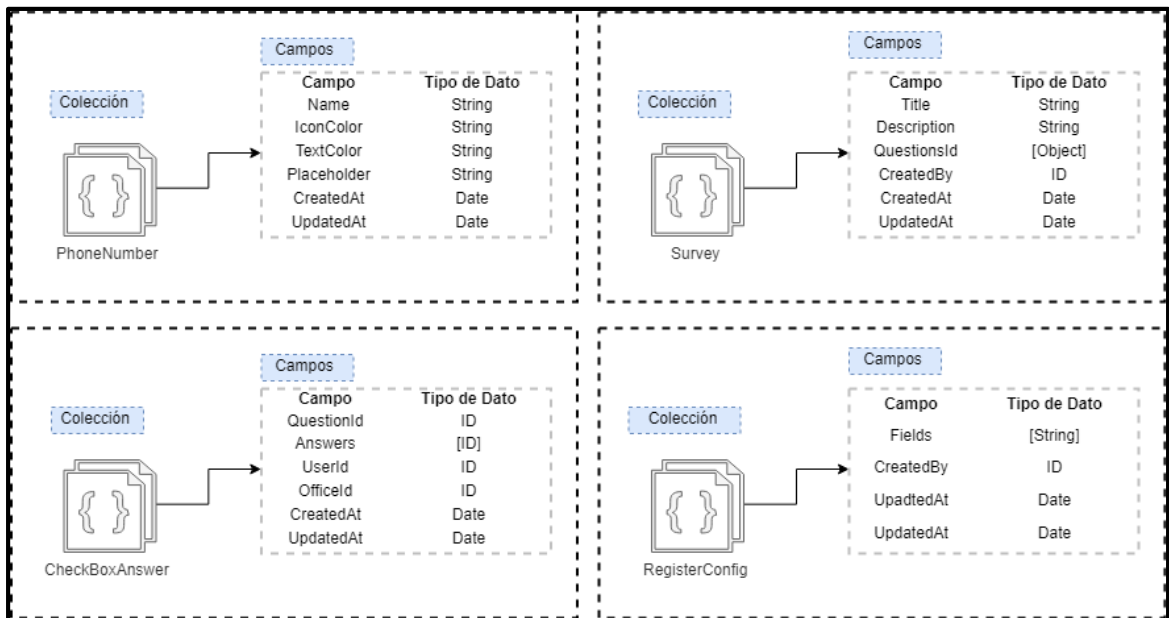 Campos
Campo Tipo de Dato
Colección
Name String
IconColor String
TextColor String
Placeholder String
CreatedAt Date
UpdatedAt Date
PhoneNumber
Campos
Campo Tipo de Dato
Colección
Title String
Description String
QuestionsId [Object]
CreatedBy ID
CreatedAt Date
UpdatedAt Date
Survey
Campos
Campo Tipo de Dato
Colección
QuestionId ID
Answers [ID]
UserId ID
OfficeId ID
CreatedAt Date
UpdatedAt Date
CheckBoxAnswer
Campos
Campo Tipo de Dato
Colección
Fields [String]
CreatedBy ID
UpadtedAt Date
UpdatedAt Date
RegisterConfig